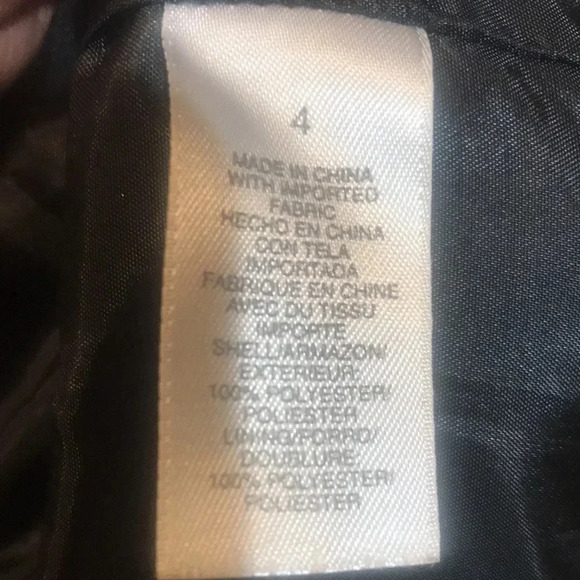 4
MADE IN CHINA
WITH IMPORTED
FABRIC
HECHO EN CHINA
CON TELA
IMPORTADA
FABRIQUE EN CHINE
AVEC DU TISSU
IMPORTE
SHELL/ARMAZON/
EXTERIEUR:
100% POLYESTER/
POLIESTER
LINING/FORRO/
DOUBLURE
100% POLYESTER/
POLIESTER